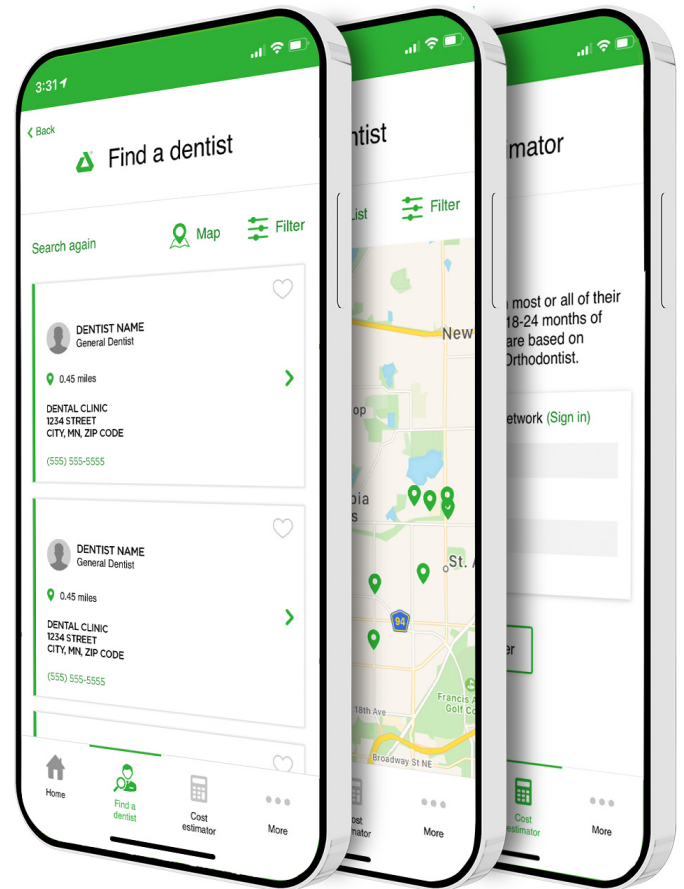 3:31
Back
Find a dentist
Search again
Map
Filter
DENTIST NAME
General Dentist
0.45 miles
DENTAL CLINIC
1234 STREET
CITY, MN, ZIP CODE
(555) 555-5555
DENTIST NAME
General Dentist
0.45 miles
DENTAL CLINIC
1234 STREET
CITY, MN, ZIP CODE
(555) 555-5555
Home
Find a
dentist
Cost
estimator
More
ntist
List
Filter
New
op
bia
s
St. A
94
Francis A
Golf Co
18th Ave
Broadway St NE
ost
mator
More
mator
most or all of their
18-24 months of
are based on
Orthodontist.
etwork (Sign in)
er
Cost
estimator
More